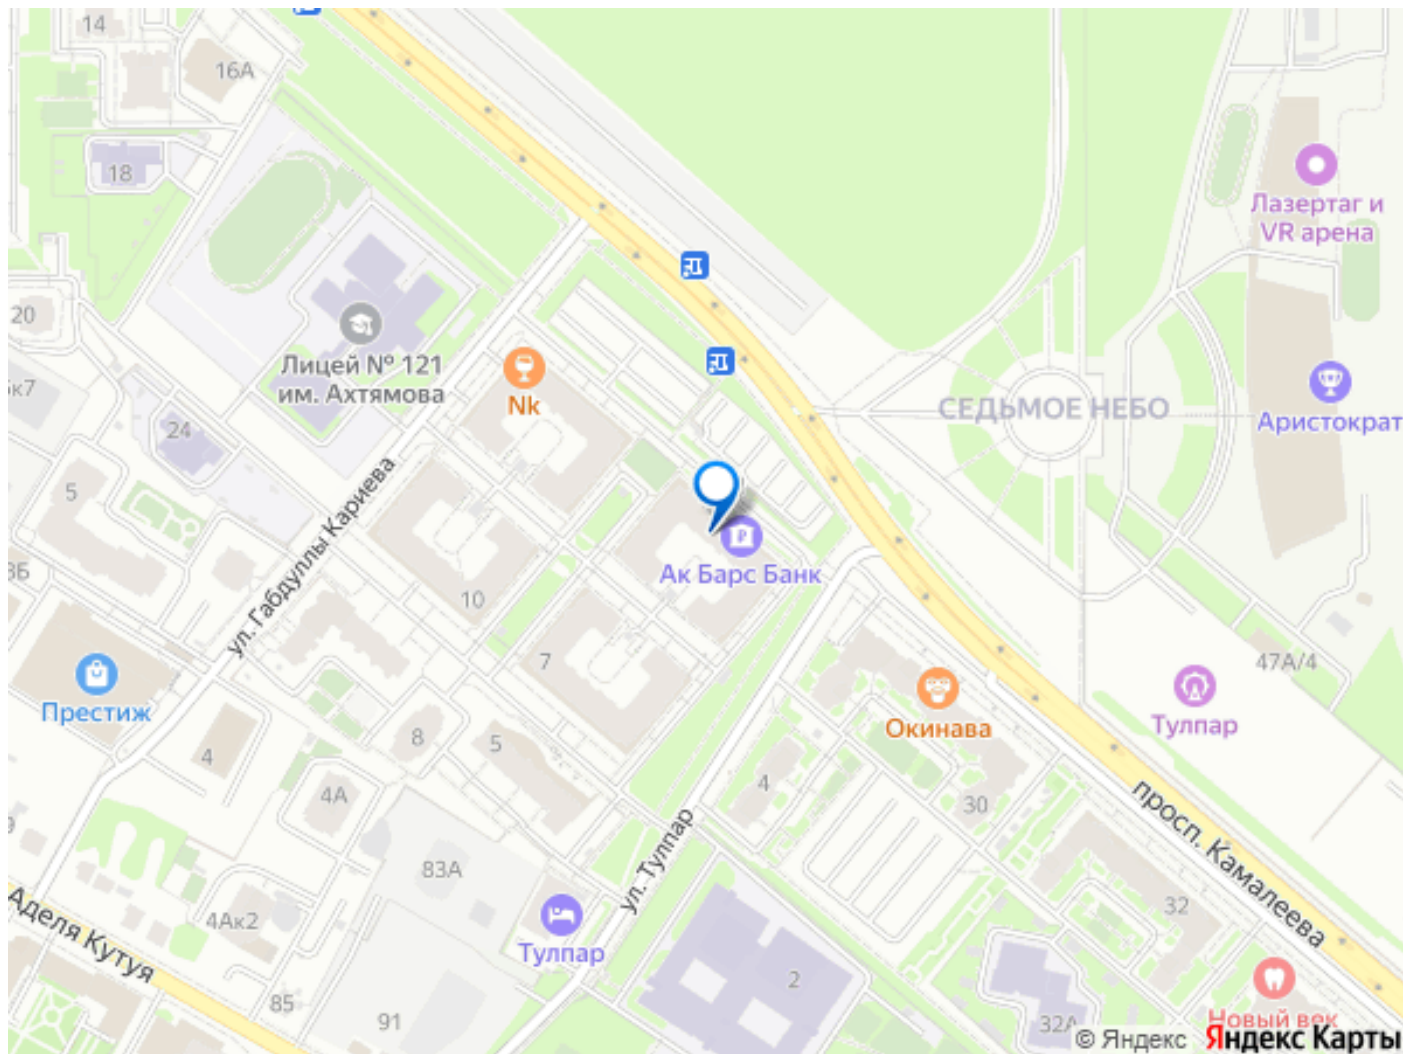 14
16А
18
Лазертаг и
VR арена
20
Лицей № 121
им. Ахтямова
Nk
24
СЕДЬМОЕ НЕБО
Аристократ
5
ул. Габдуллы Кариева
Ак Барс Банк
10
7
47А/4
Престиж
Окинава
Тулпар
4
8
5
4А
4
30
просп. Камалеева
83А
ул. Тулпар
32
4Ак2
Аделя Кутуя
Тулпар
2
85
91
32А
Новый век
© Яндекс Яндекс Карты